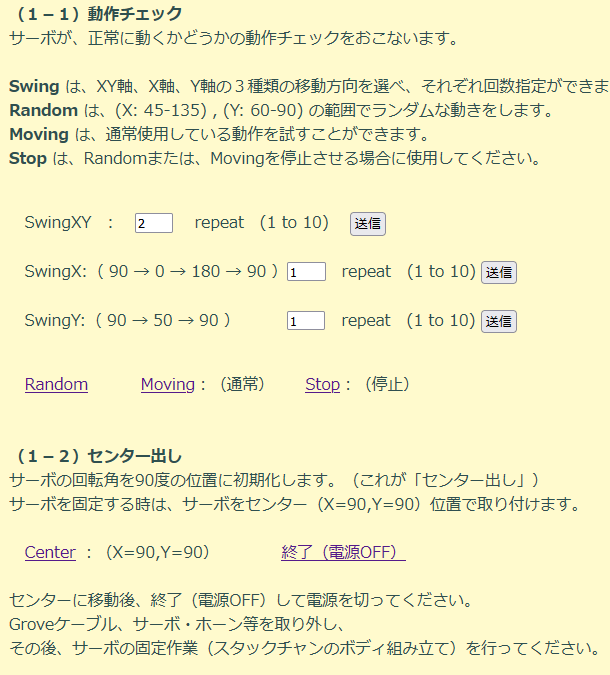 （１－１）動作チェック
サーボが、正常に動くかどうかの動作チェックをおこないます。
Swing は、XY軸、X軸、Y軸の３種類の移動方向を選べ、それぞれ回数指定ができま
Random は、(X: 45-135) , (Y: 60-90) の範囲でランダムな動きをします。
Moving は、通常使用している動作を試すことができます。
Stop は、Randomまたは、Movingを停止させる場合に使用してください。
SwingXY ： 2 repeat (1 to 10) 送信
SwingX:（ 90 → 0 → 180 → 90 ） 1 repeat (1 to 10) 送信
SwingY:（ 90 → 50 → 90 ） 1 repeat (1 to 10) 送信
Random Moving：（通常） Stop：（停止）
（１－２）センター出し
サーボの回転角を90度の位置に初期化します。（これが「センター出し」）
サーボを固定する時は、サーボをセンター（X=90,Y=90）位置で取り付けます。
Center ：（X=90,Y=90） 終了（電源OFF）
センターに移動後、終了（電源OFF）して電源を切ってください。
Groveケーブル、サーボ・ホーン等を取り外し、
その後、サーボの固定作業（スタックチャンのボディ組み立て）を行ってください。